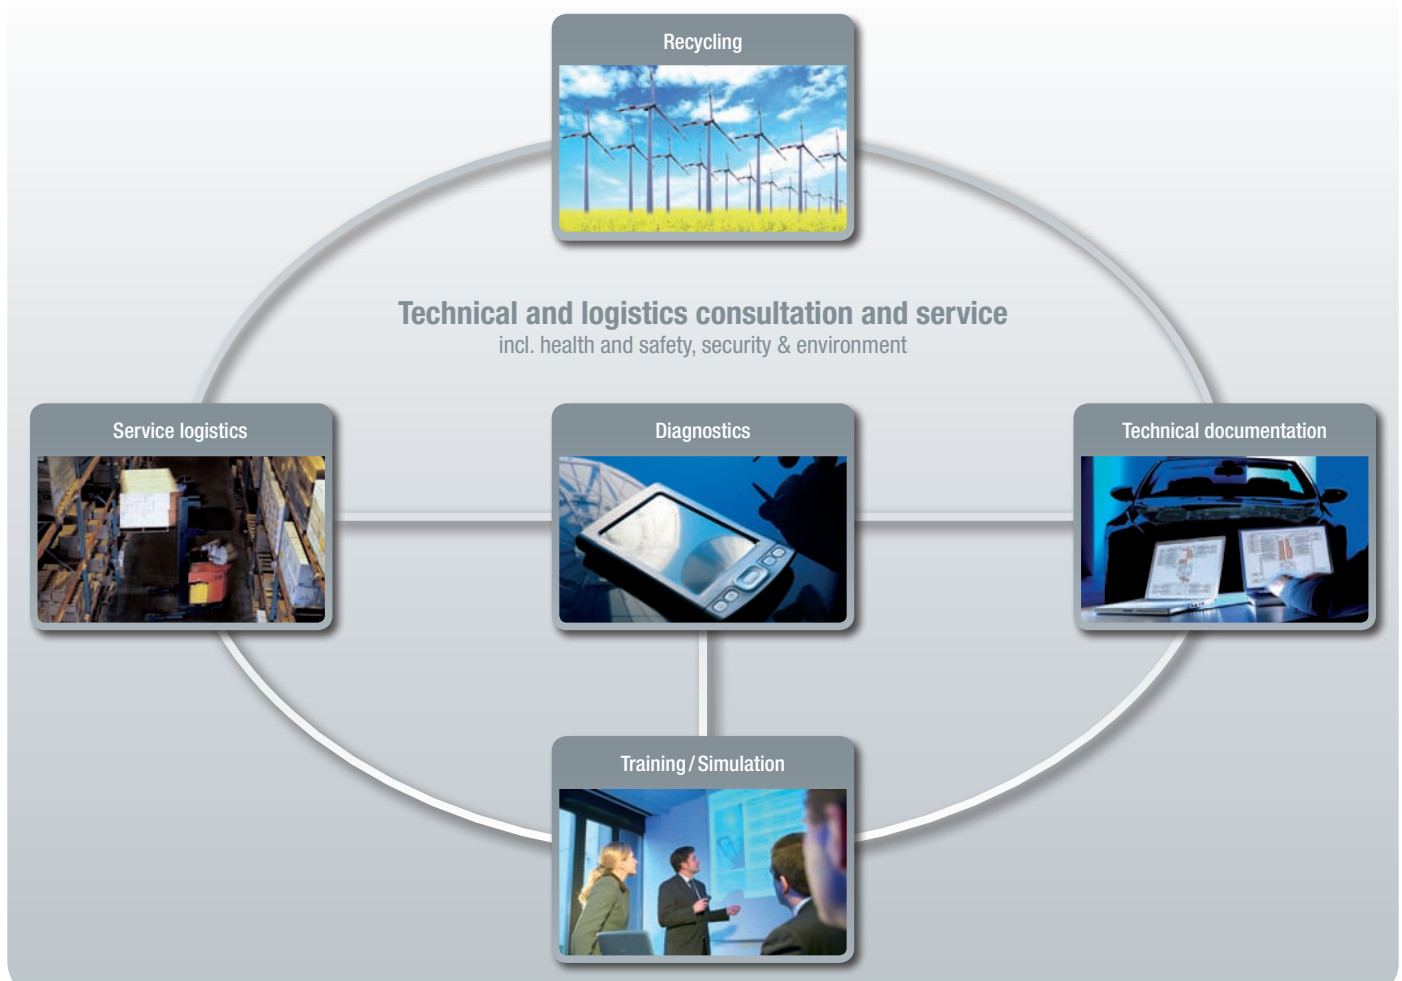 Recycling
Technical and logistics consultation and service
incl. health and safety, security & environment
Service logistics
Diagnostics
Technical documentation
Training / Simulation